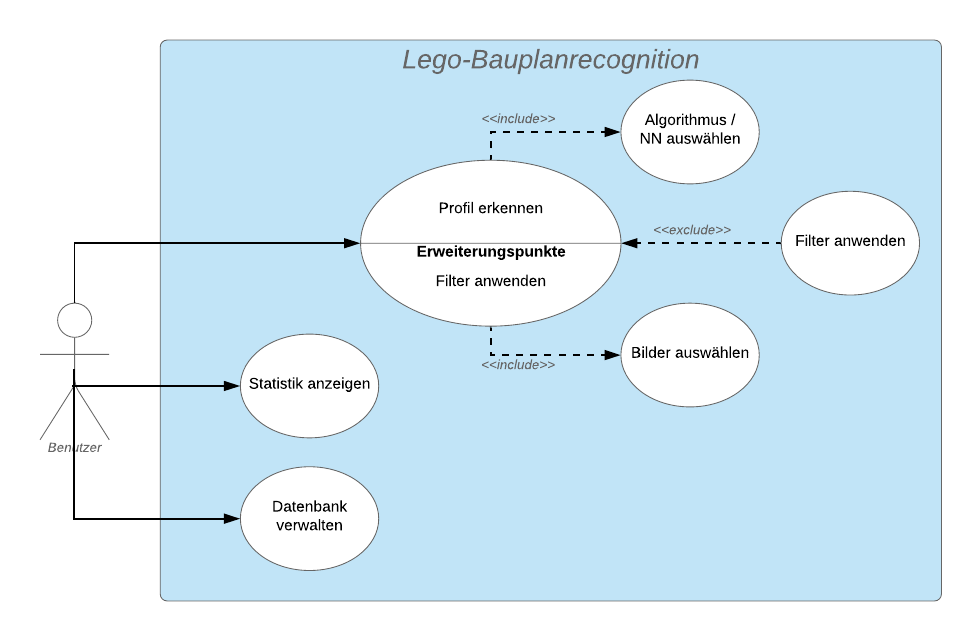 Lego-Bauplanrecognition
<<include>>
Algorithmus /
NN auswählen
Profil erkennen
<<exclude>>
Filter anwenden
Erweiterungspunkte
Filter anwenden
<<include>>
Bilder auswählen
Statistik anzeigen
Benutzer
Datenbank
verwalten